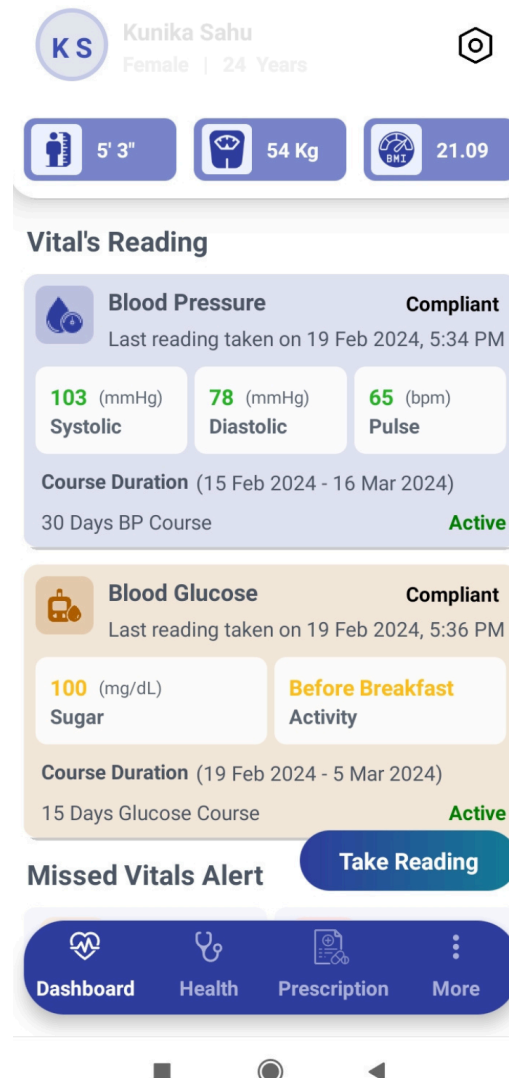 K S
Kunika Sahu
Female | 24 Years
5' 3"
54 Kg
BMI
21.09
Vital's Reading
Blood Pressure
Compliant
Last reading taken on 19 Feb 2024, 5:34 PM
103 (mmHg)
Systolic
78 (mmHg)
Diastolic
65 (bpm)
Pulse
Course Duration (15 Feb 2024 - 16 Mar 2024)
30 Days BP Course
Active
Blood Glucose
Compliant
Last reading taken on 19 Feb 2024, 5:36 PM
100 (mg/dL)
Sugar
Before Breakfast
Activity
Course Duration (19 Feb 2024 - 5 Mar 2024)
15 Days Glucose Course
Active
Missed Vitals Alert
Take Reading
Dashboard
Health
Prescription
More